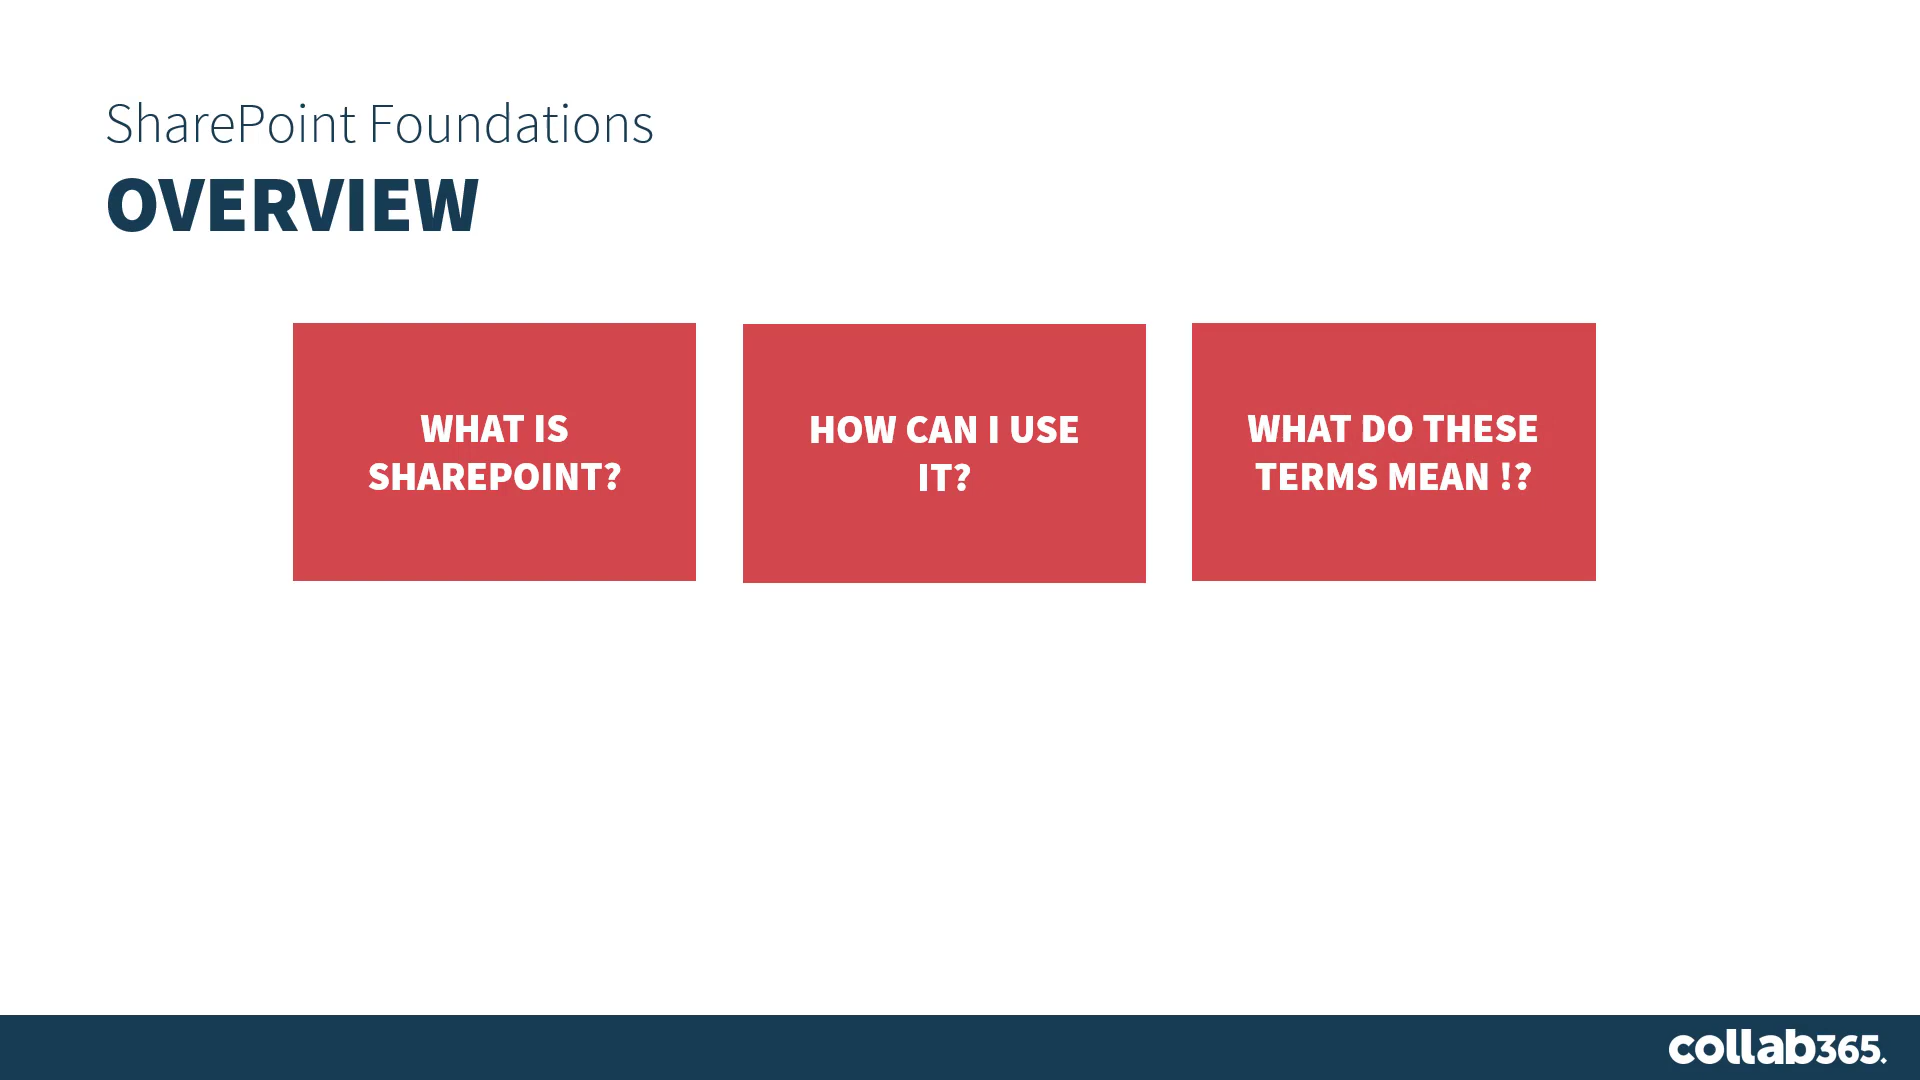 SharePoint Foundations
OVERVIEW
WHAT IS
SHAREPOINT?
HOW CAN I USE
IT?
WHAT DO THESE
TERMS MEAN !?
collab365.